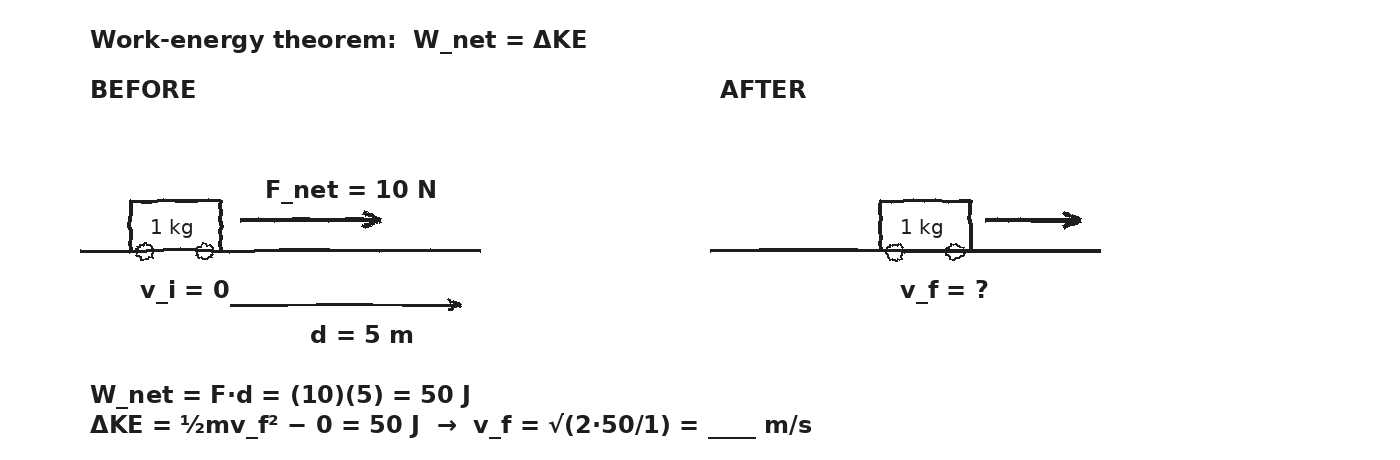 Work-energy theorem:  W_net = ΔKE
BEFORE
AFTER
F_net = 10 N
1 kg
1 kg
v_i = 0
v_f = ?
d = 5 m
W_net = F·d = (10)(5) = 50 J
ΔKE = ½mv_f² − 0 = 50 J  →  v_f = √(2·50/1) = ____ m/s